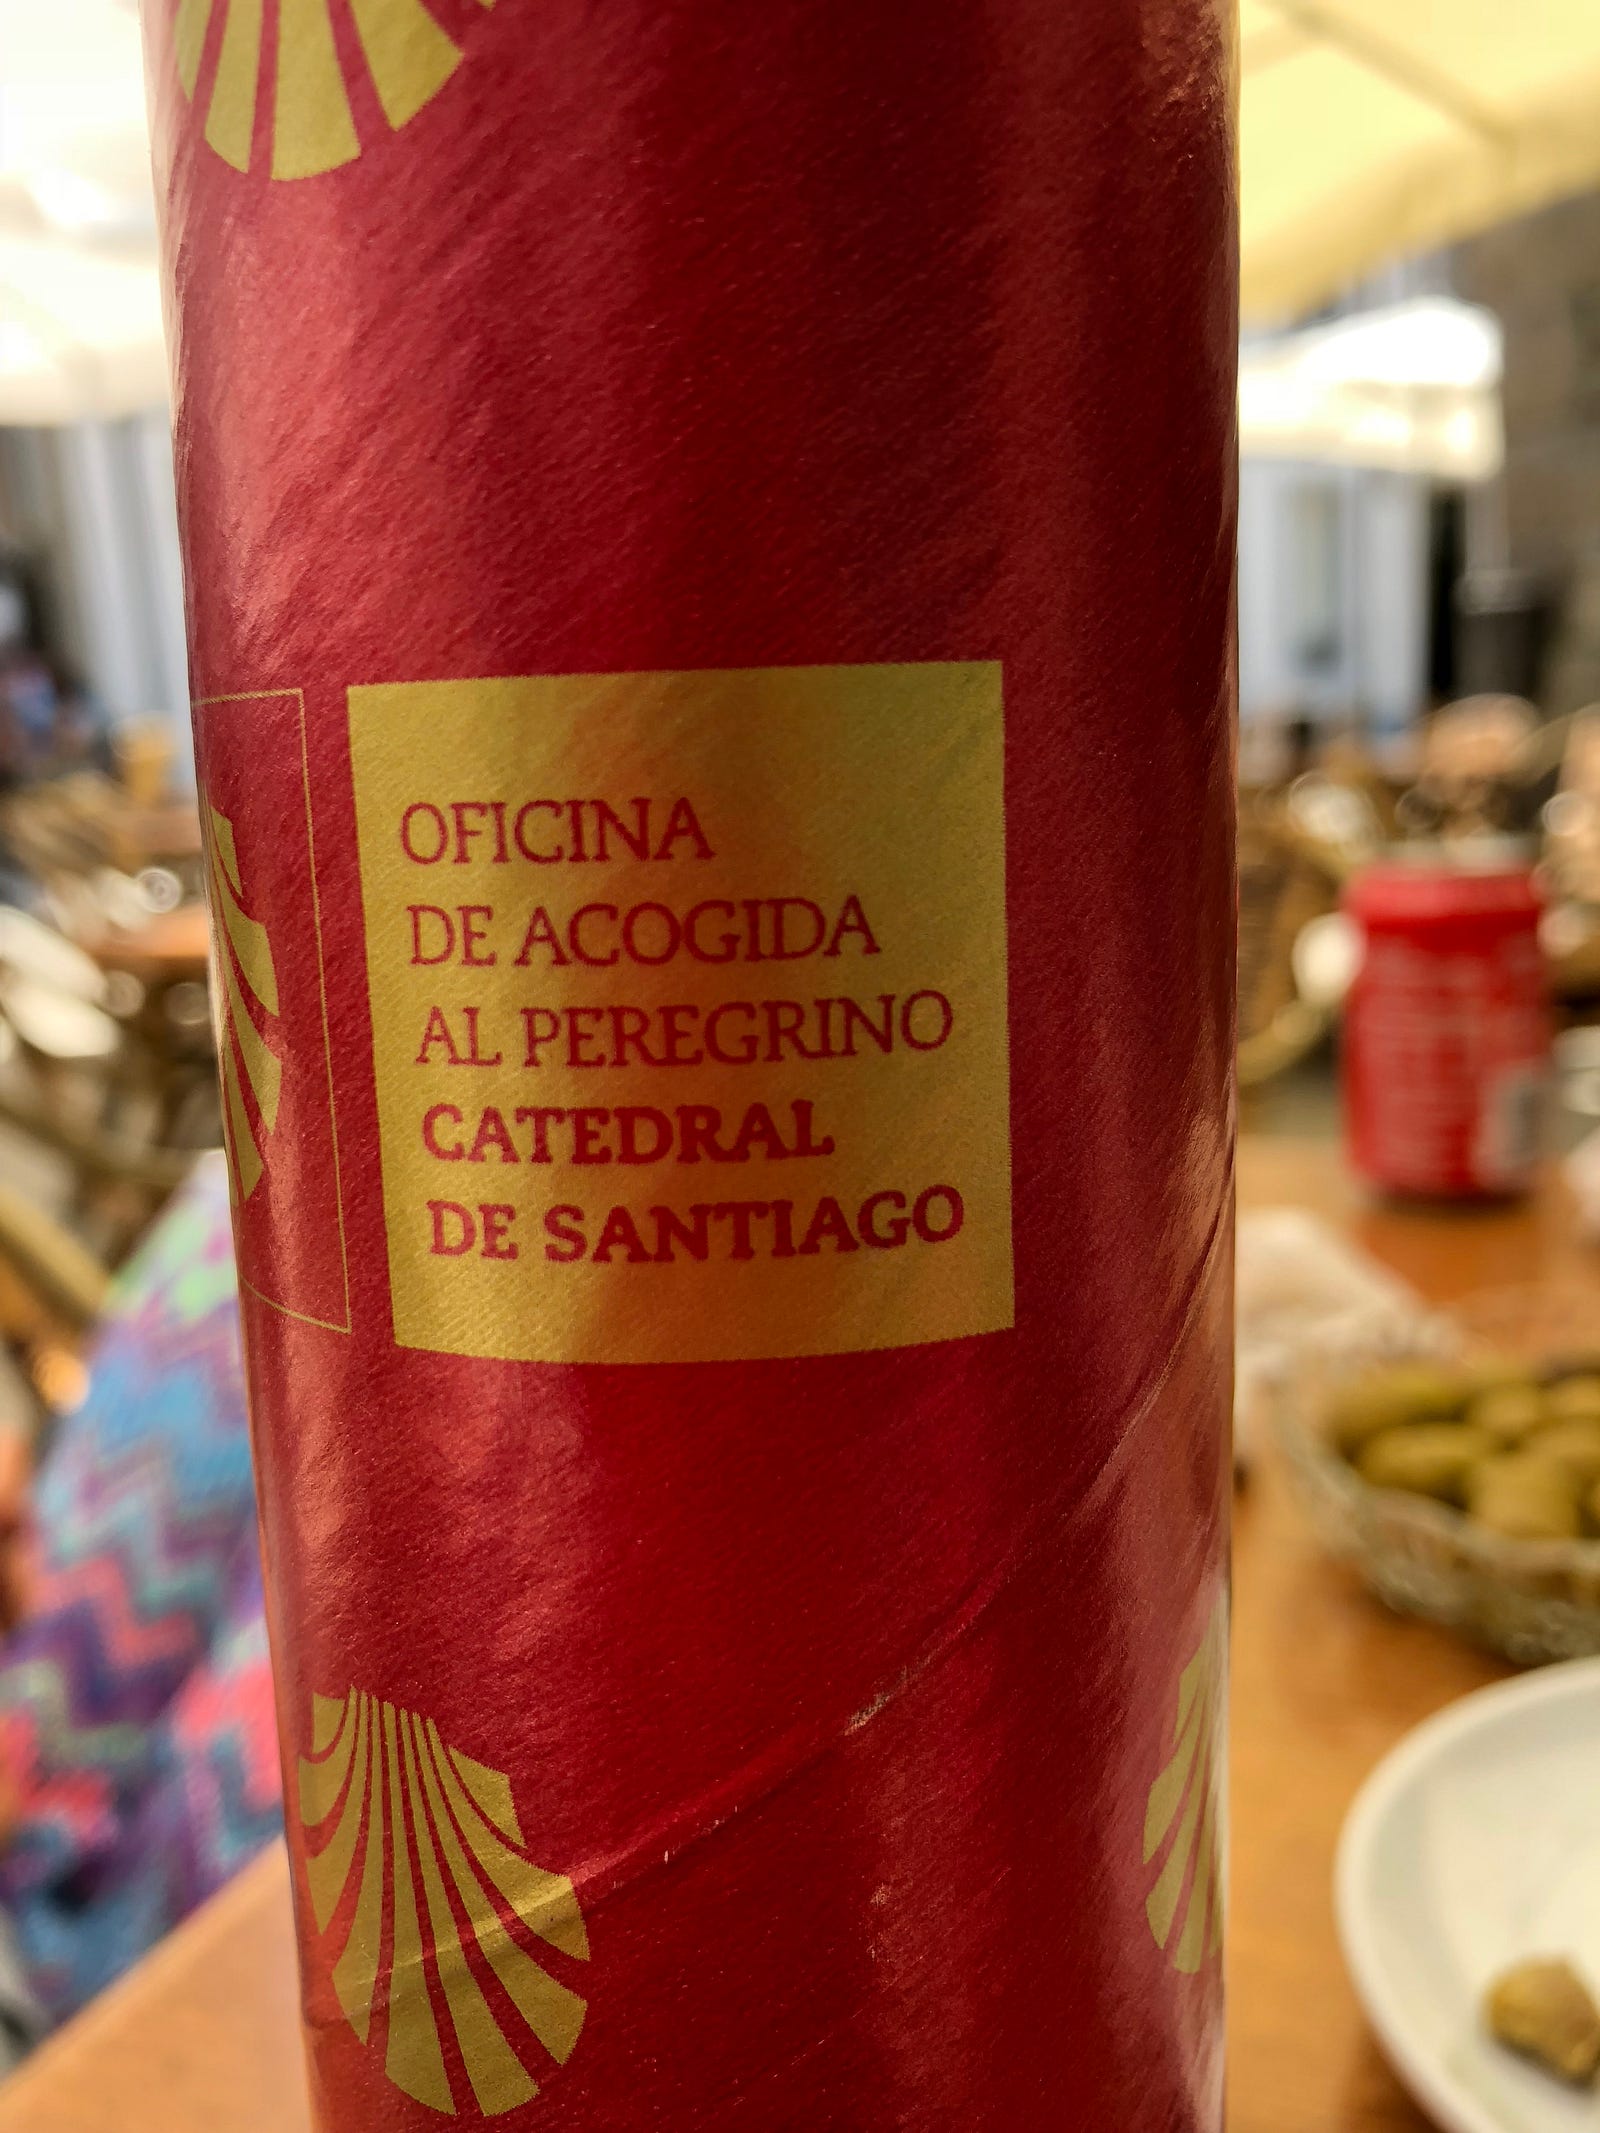 OFICINA
DE ACOGIDA
AL PEREGRINO
CATEDRAL
DE SANTIAGO